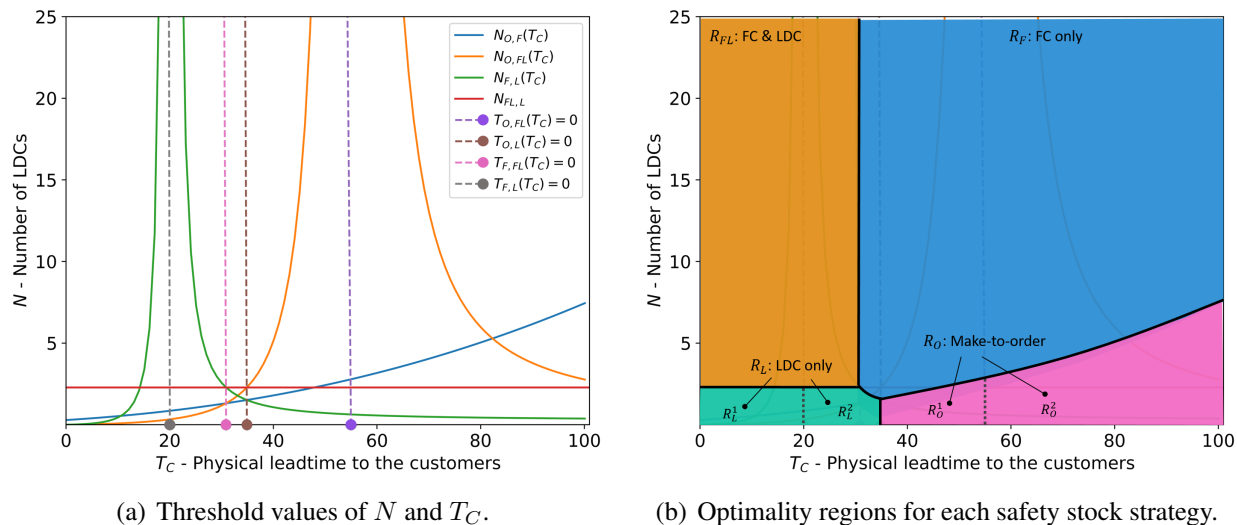 25
20
15
10
5
N - Number of LDCs
0 20 40 60 80 100
T_C - Physical leadtime to the customers
N_{O,F}(T_C)
N_{O,FL}(T_C)
N_{F,L}(T_C)
N_{FL,L}
T_{O,FL}(T_C) = 0
T_{O,L}(T_C) = 0
T_{F,FL}(T_C) = 0
T_{F,L}(T_C) = 0
(a) Threshold values of N and T_C.
25
20
15
10
5
N - Number of LDCs
0 20 40 60 80 100
T_C - Physical leadtime to the customers
R_{FL}: FC & LDC
R_F: FC only
R_O: Make-to-order
R_L: LDC only
R_L^1
R_L^2
R_O^1
R_O^2
(b) Optimality regions for each safety stock strategy.